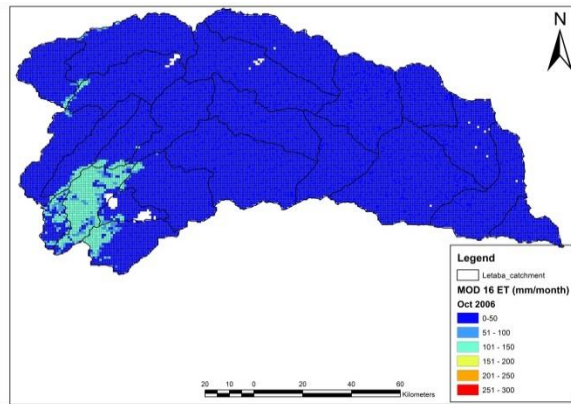 N
Legend
Letaba_catchment
MOD 16 ET (mm/month)
Oct 2006
0-50
51 - 100
101 - 150
151 - 200
201 - 250
251 - 300
20 10 0 20 40 60
Kilometers